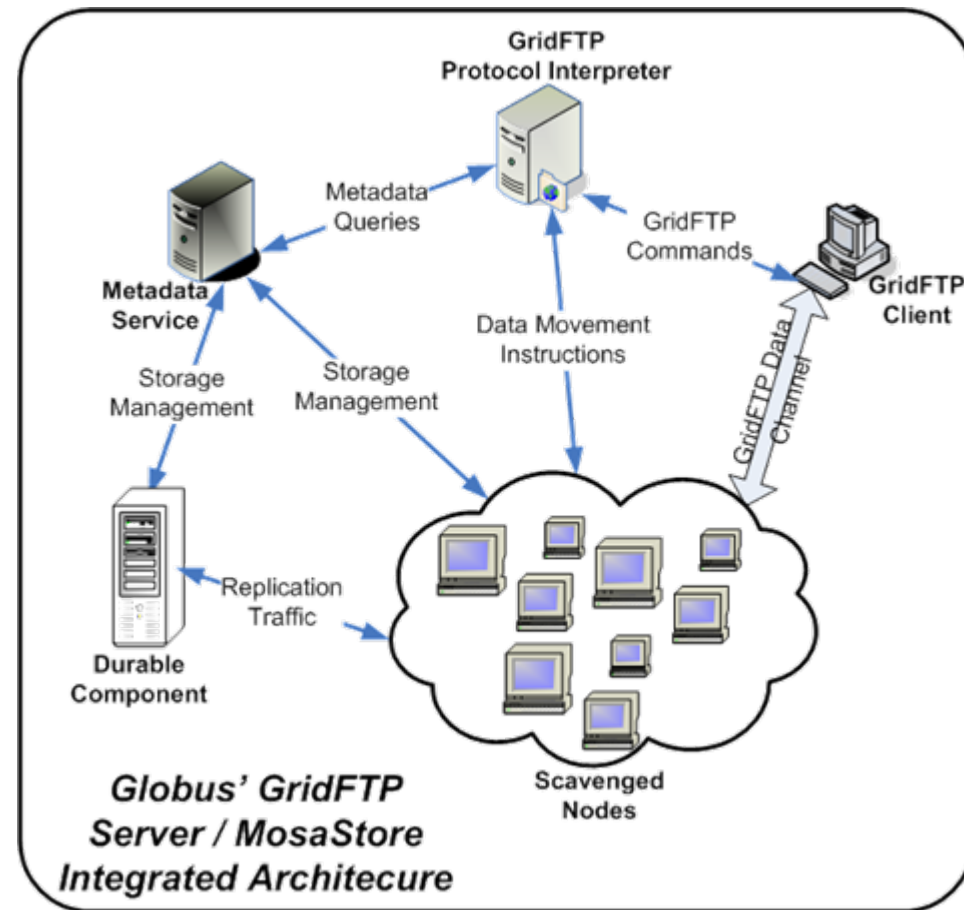 GridFTP
Protocol Interpreter
Metadata
Queries
GridFTP
Commands
GridFTP
Client
Metadata
Service
Data Movement
Instructions
GridFTP Data
Channel
Storage
Management
Storage
Management
Replication
Traffic
Durable
Component
Scavenged
Nodes
Globus’ GridFTP
Server / MosaStore
Integrated Architecure